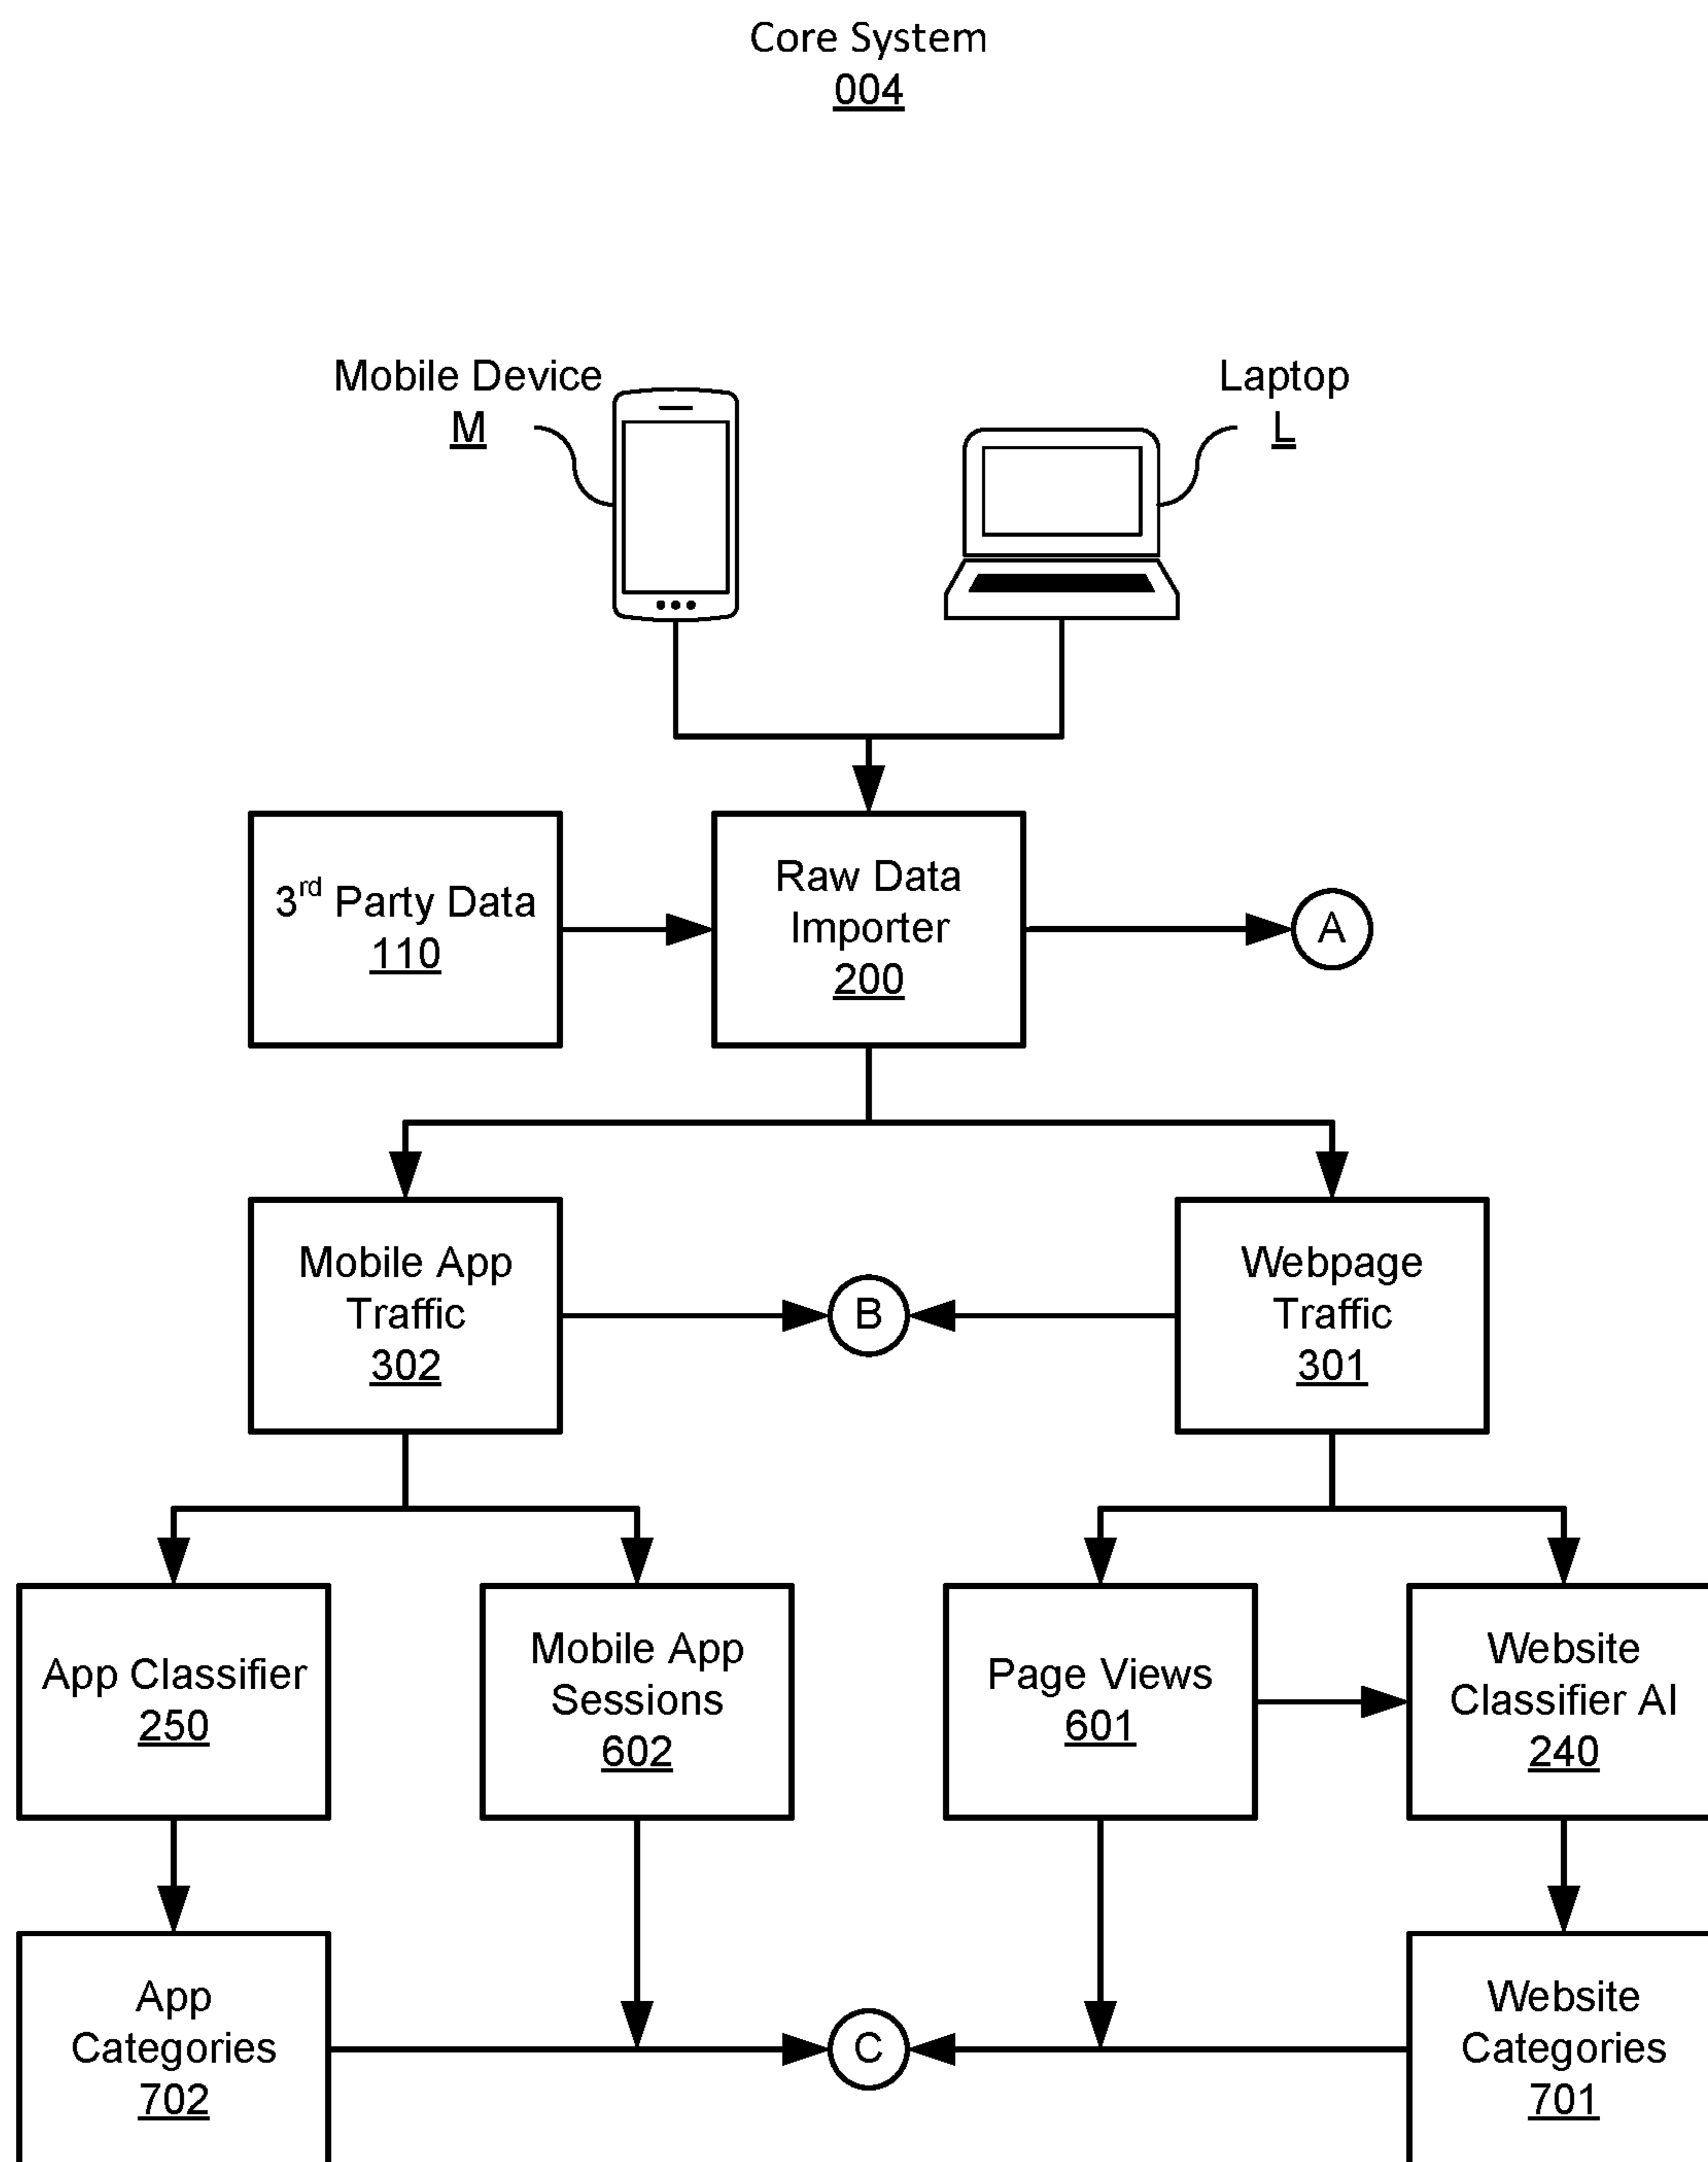 Core System
004
Mobile Device
M
Laptop
L
3rd Party Data
110
Raw Data
Importer
200
A
Mobile App
Traffic
302
B
Webpage
Traffic
301
App Classifier
250
Mobile App
Sessions
602
Page Views
601
Website
Classifier AI
240
App
Categories
702
C
Website
Categories
701